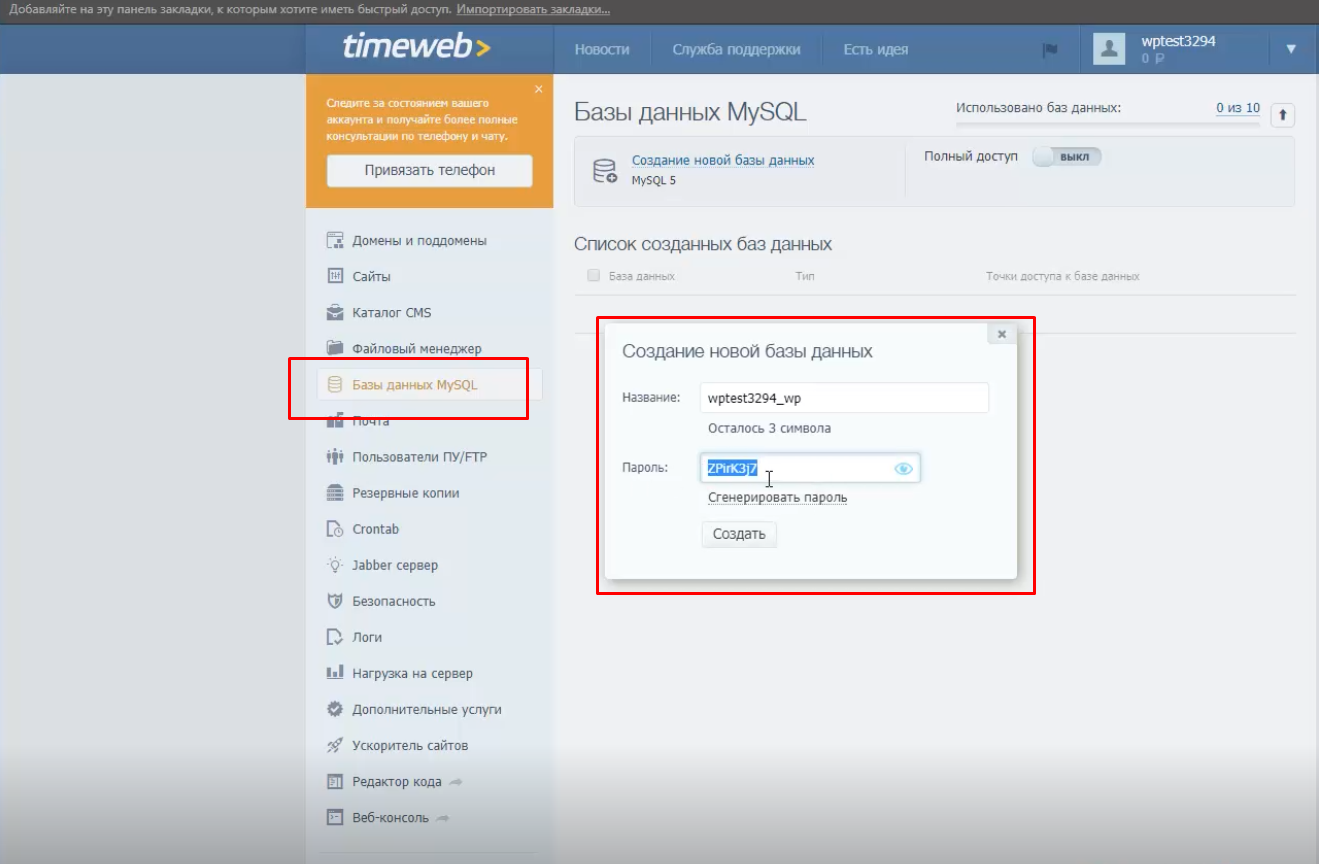 Добавляйте на эту панель закладки, к которым хотите иметь быстрый доступ. Импортировать закладки...
timeweb>
Новости
Служба поддержки
Есть идея
wptest3294
0 ₽
Следите за состоянием вашего
аккаунта и получайте более полные
консультации по телефону и чату.
Привязать телефон
Домены и поддомены
Сайты
Каталог CMS
Файловый менеджер
Базы данных MySQL
Почта
Пользователи ПУ/FTP
Резервные копии
Crontab
Jabber сервер
Безопасность
Логи
Нагрузка на сервер
Дополнительные услуги
Ускоритель сайтов
Редактор кода
Веб-консоль
Базы данных MySQL
Использовано баз данных:
0 из 10
Создание новой базы данных
MySQL 5
Полный доступ
выкл
Список созданных баз данных
База данных
Тип
Точки доступа к базе данных
Создание новой базы данных
Название:
wptest3294_wp
Осталось 3 символа
Пароль:
ZPirK3j7
Сгенерировать пароль
Создать